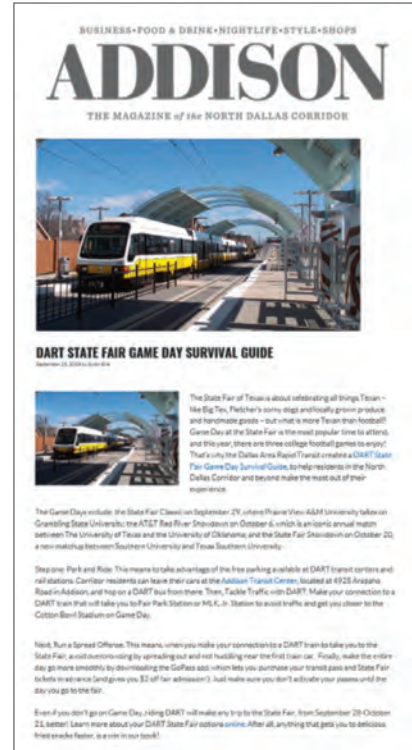 BUSINESS•FOOD & DRINK•NIGHTLIFE•STYLE•SHOPS
ADDISON
THE MAGAZINE of the NORTH DALLAS CORRIDOR
DART STATE FAIR GAME DAY SURVIVAL GUIDE
The State Fair of Texas is about celebrating all things Texan –
like Big Tex, Fletcher's corny dogs and locally grown produce
and handmade goods – but what is more Texan than football?
Game Day at the State Fair is the most popular time to attend,
and this year, there are three college football games to enjoy!
That's why the Dallas Area Rapid Transit created a DART State
Fair Game Day Survival Guide, to help residents in the North
Dallas Corridor and beyond make the most out of their
experience.
The Game Days include: the State Fair Classic on September 29, where Prairie View A&M University takes on
Grambling State University; the AT&T Red River Showdown on October 6, which is an iconic annual match
between The University of Texas and the University of Oklahoma; and the State Fair Showdown on October 20,
a new matchup between Southern University and Texas Southern University.
Step one: Park and Ride. This means to take advantage of the free parking available at DART transit centers and
rail stations. Corridor residents can leave their cars at the Addison Transit Center, located at 4925 Arapaho
Road in Addison, and hop on a DART bus from there. Then, Tackle Traffic with DART. Make your connection to a
DART train that will take you to Fair Park Station or MLK, Jr. Station to avoid traffic and get you closer to the
Cotton Bowl Stadium on Game Day.
Next, Run a Spread Offense. This means, when you make your connection to a DART train to take you to the
State Fair, avoid overcrowding by spreading out and not huddling near the first train car. Finally, make the entire
day go more smoothly by downloading the GoPass app, which lets you purchase your transit pass and State Fair
tickets in advance (and gives you $2 off fair admission!). Just make sure you don't activate your passes until the
day you go to the fair.
Even if you don't go on Game Day, riding DART will make any trip to the State Fair, from September 28-October
21, better! Learn more about your DART State Fair options online. After all, anything that gets you to delicious
fried snacks faster, is a win in our book!